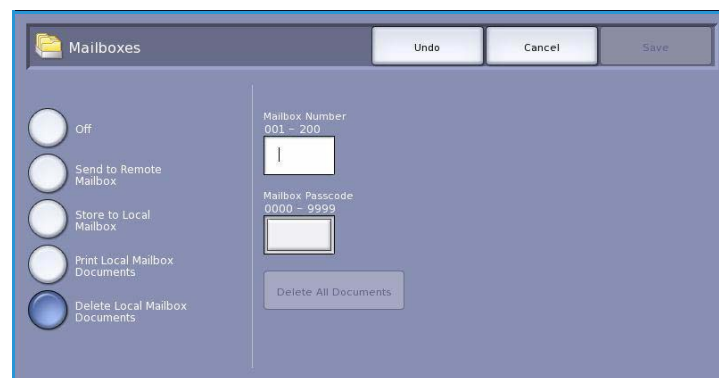 Mailboxes
Undo
Cancel
Save
Off
Send to Remote
Mailbox
Store to Local
Mailbox
Print Local Mailbox
Documents
Delete Local Mailbox
Documents
Mailbox Number
001 - 200
Mailbox Passcode
0000 - 9999
Delete All Documents